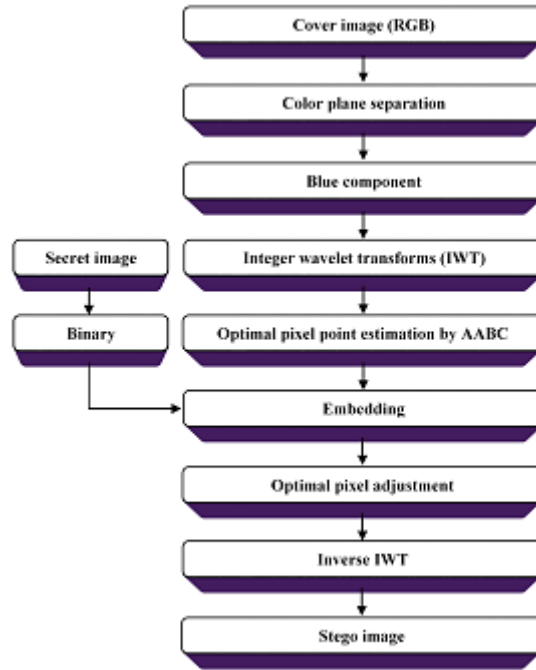 Cover image (RGB)
Color plane separation
Blue component
Secret image
Integer wavelet transforms (IWT)
Binary
Optimal pixel point estimation by AABC
Embedding
Optimal pixel adjustment
Inverse IWT
Stego image